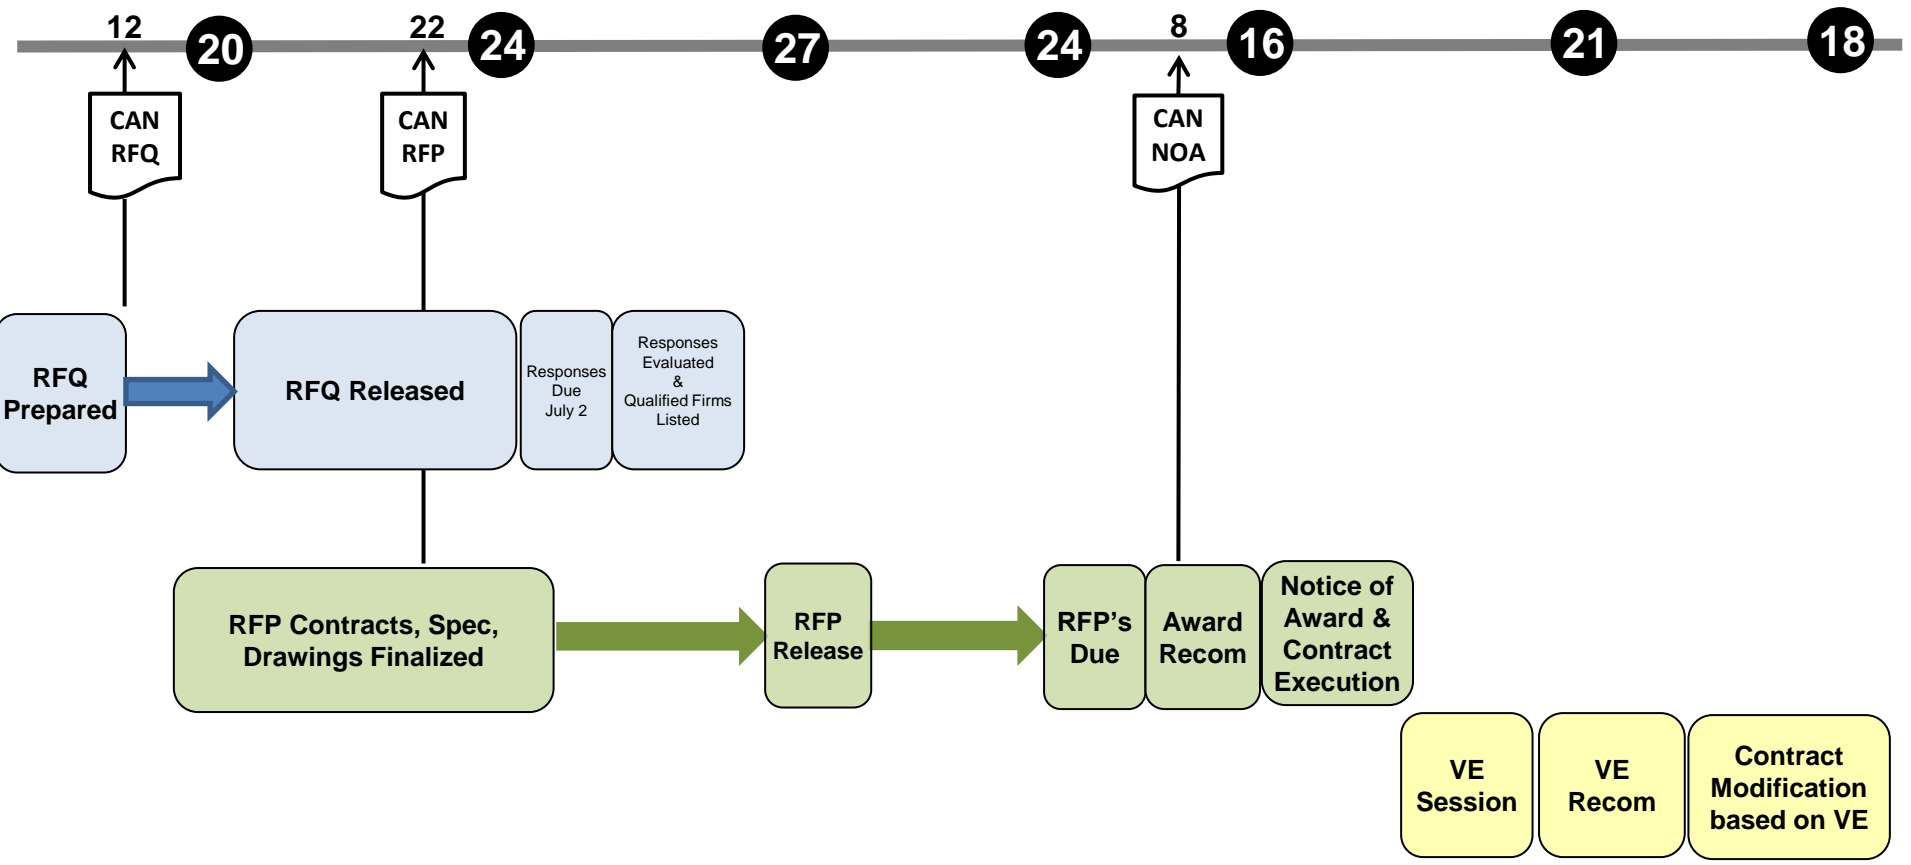 12
20
22
24
27
24
8
16
21
18
CAN
RFQ
CAN
RFP
CAN
NOA
RFQ
Prepared
RFQ Released
Responses
Due
July 2
Responses
Evaluated
&
Qualified Firms
Listed
RFP Contracts, Spec,
Drawings Finalized
RFP
Release
RFP’s
Due
Award
Recom
Notice of
Award &
Contract
Execution
VE
Session
VE
Recom
Contract
Modification
based on VE